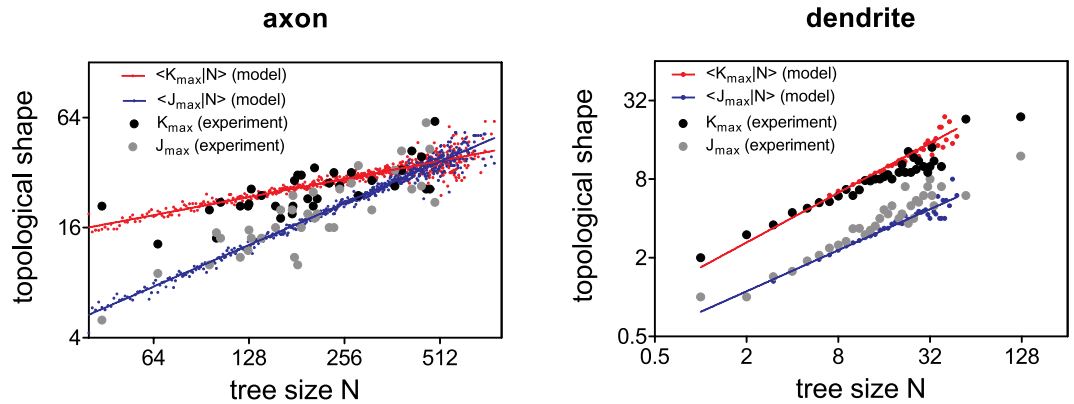 axon
topological shape
64
16
4
<Kmax|N> (model)
<Jmax|N> (model)
Kmax (experiment)
Jmax (experiment)
64 128 256 512
tree size N
dendrite
topological shape
32
8
2
0.5
<Kmax|N> (model)
<Jmax|N> (model)
Kmax (experiment)
Jmax (experiment)
0.5 2 8 32 128
tree size N